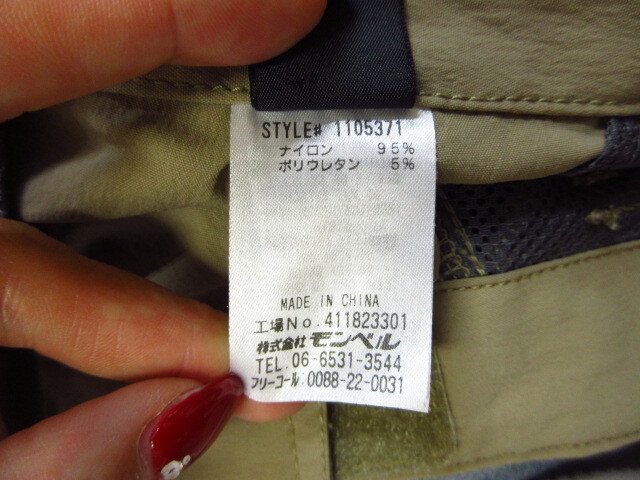 STYLE# 1105371
ナイロン 95%
ポリウレタン 5%
MADE IN CHINA
工場No.411823301
株式会社モンベル
TEL.06-6531-3544
フリーコール:0088-22-0031